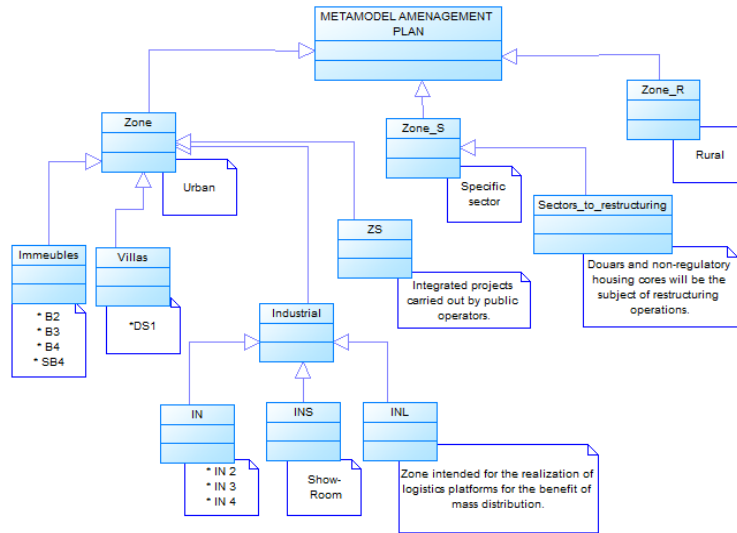 METAMODEL AMENAGEMENT
PLAN
Zone_R
Rural
Zone
Urban
Zone_S
Specific
sector
Sectors_to_restructuring
Douars and non-regulatory
housing cores will be the
subject of restructuring
operations.
ZS
Integrated projects
carried out by public
operators.
Immeubles
* B2
* B3
* B4
* SB4
Villas
*DS1
Industrial
IN
* IN 2
* IN 3
* IN 4
INS
Show-
Room
INL
Zone intended for the realization of
logistics platforms for the benefit of
mass distribution.